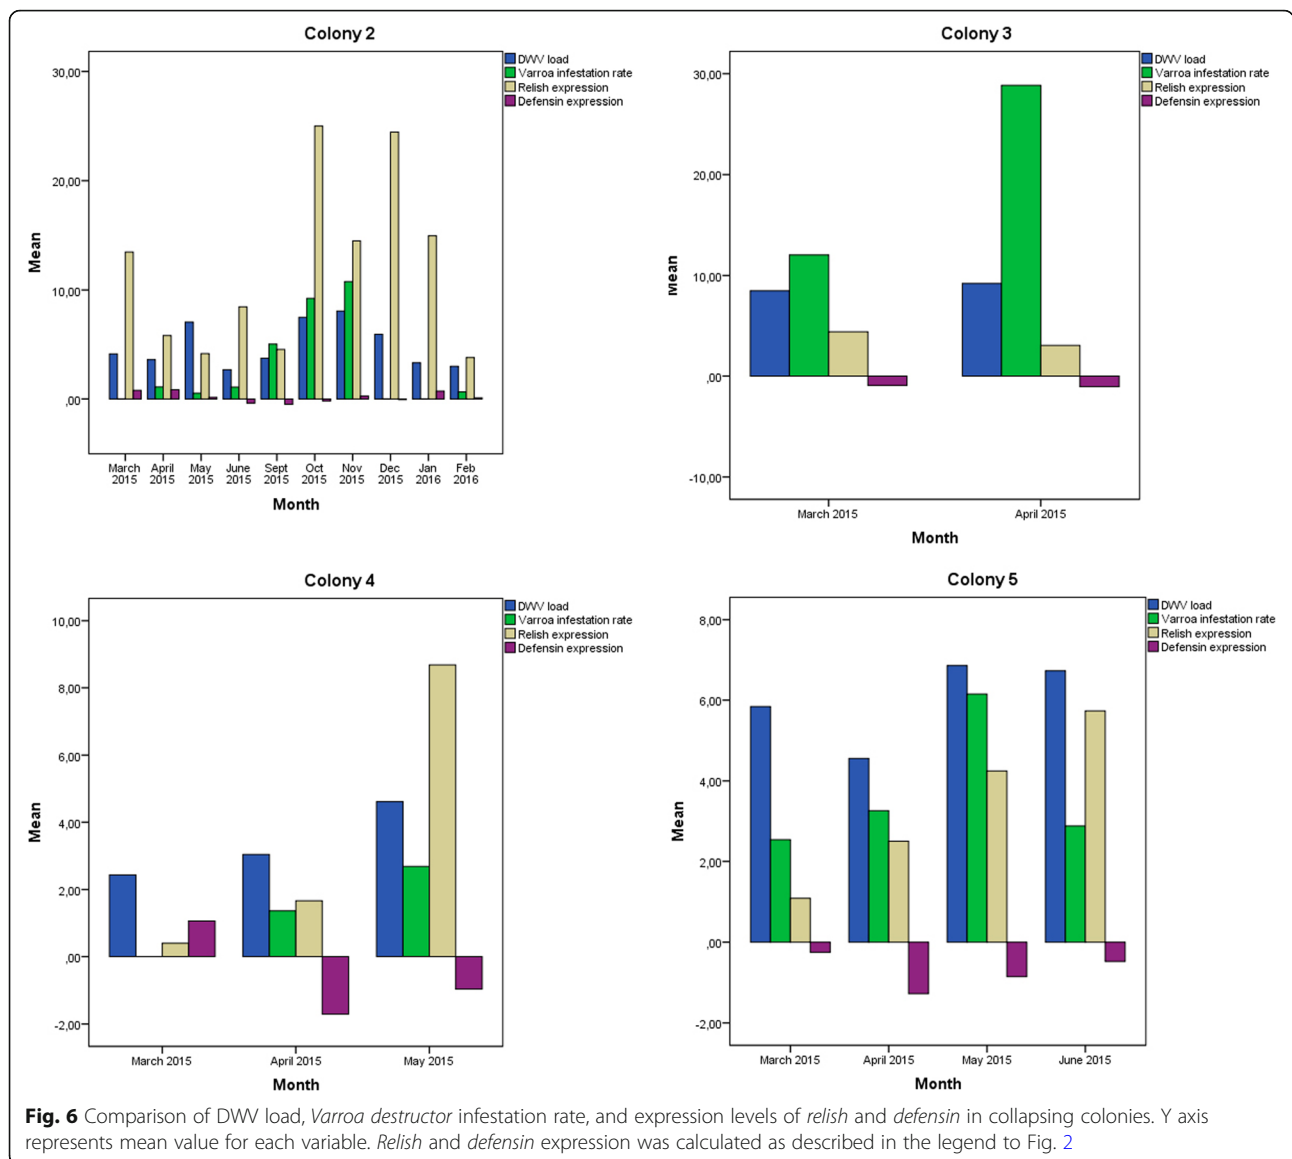 Colony 2
30,00
20,00
10,00
,00
Mean
March 2015
April 2015
May 2015
June 2015
Sept 2015
Oct 2015
Nov 2015
Dec 2015
Jan 2016
Feb 2016
Month
DWV load
Varroa infestation rate
Relish expression
Defensin expression
Colony 3
30,00
20,00
10,00
,00
-10,00
Mean
March 2015
April 2015
Month
DWV load
Varroa infestation rate
Relish expression
Defensin expression
Colony 4
10,00
8,00
6,00
4,00
2,00
,00
-2,00
Mean
March 2015
April 2015
May 2015
Month
DWV load
Varroa infestation rate
Relish expression
Defensin expression
Colony 5
8,00
6,00
4,00
2,00
,00
-2,00
Mean
March 2015
April 2015
May 2015
June 2015
Month
DWV load
Varroa infestation rate
Relish expression
Defensin expression
Fig. 6 Comparison of DWV load, Varroa destructor infestation rate, and expression levels of relish and defensin in collapsing colonies. Y axis
represents mean value for each variable. Relish and defensin expression was calculated as described in the legend to Fig. 2